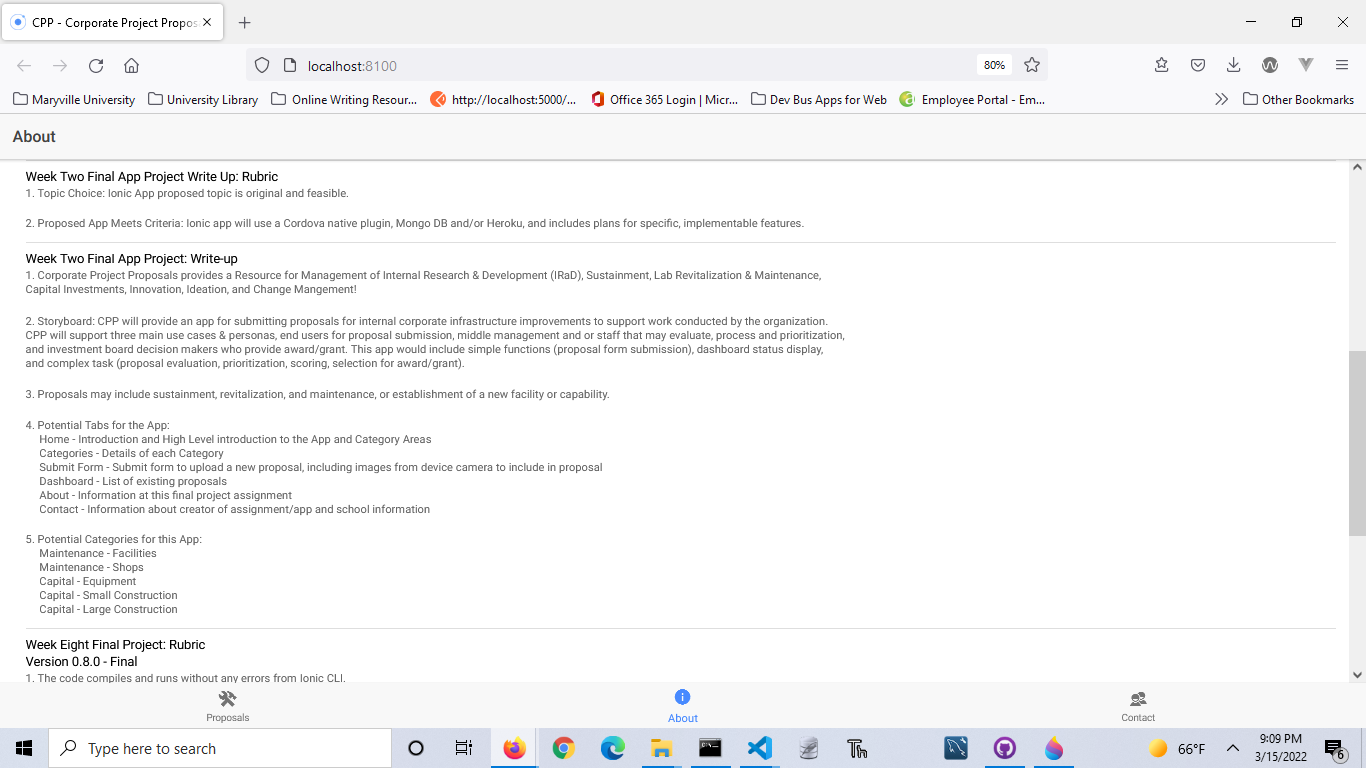 CPP - Corporate Project Propos
localhost:8100
80%
Maryville University
University Library
Online Writing Resour...
http://localhost:5000/...
Office 365 Login | Micr...
Dev Bus Apps for Web
Employee Portal - Em...
Other Bookmarks
About
Week Two Final App Project Write Up: Rubric
1. Topic Choice: Ionic App proposed topic is original and feasible.
2. Proposed App Meets Criteria: Ionic app will use a Cordova native plugin, Mongo DB and/or Heroku, and includes plans for specific, implementable features.
Week Two Final App Project: Write-up
1. Corporate Project Proposals provides a Resource for Management of Internal Research & Development (IRaD), Sustainment, Lab Revitalization & Maintenance,
Capital Investments, Innovation, Ideation, and Change Mangement!
2. Storyboard: CPP will provide an app for submitting proposals for internal corporate infrastructure improvements to support work conducted by the organization.
CPP will support three main use cases & personas, end users for proposal submission, middle management and or staff that may evaluate, process and prioritization,
and investment board decision makers who provide award/grant. This app would include simple functions (proposal form submission), dashboard status display,
and complex task (proposal evaluation, prioritization, scoring, selection for award/grant).
3. Proposals may include sustainment, revitalization, and maintenance, or establishment of a new facility or capability.
4. Potential Tabs for the App:
Home - Introduction and High Level introduction to the App and Category Areas
Categories - Details of each Category
Submit Form - Submit form to upload a new proposal, including images from device camera to include in proposal
Dashboard - List of existing proposals
About - Information at this final project assignment
Contact - Information about creator of assignment/app and school information
5. Potential Categories for this App:
Maintenance - Facilities
Maintenance - Shops
Capital - Equipment
Capital - Small Construction
Capital - Large Construction
Week Eight Final Project: Rubric
Version 0.8.0 - Final
1. The code compiles and runs without any errors from Ionic CLI.
Proposals
About
Contact
Type here to search
66°F
9:09 PM
3/15/2022
6